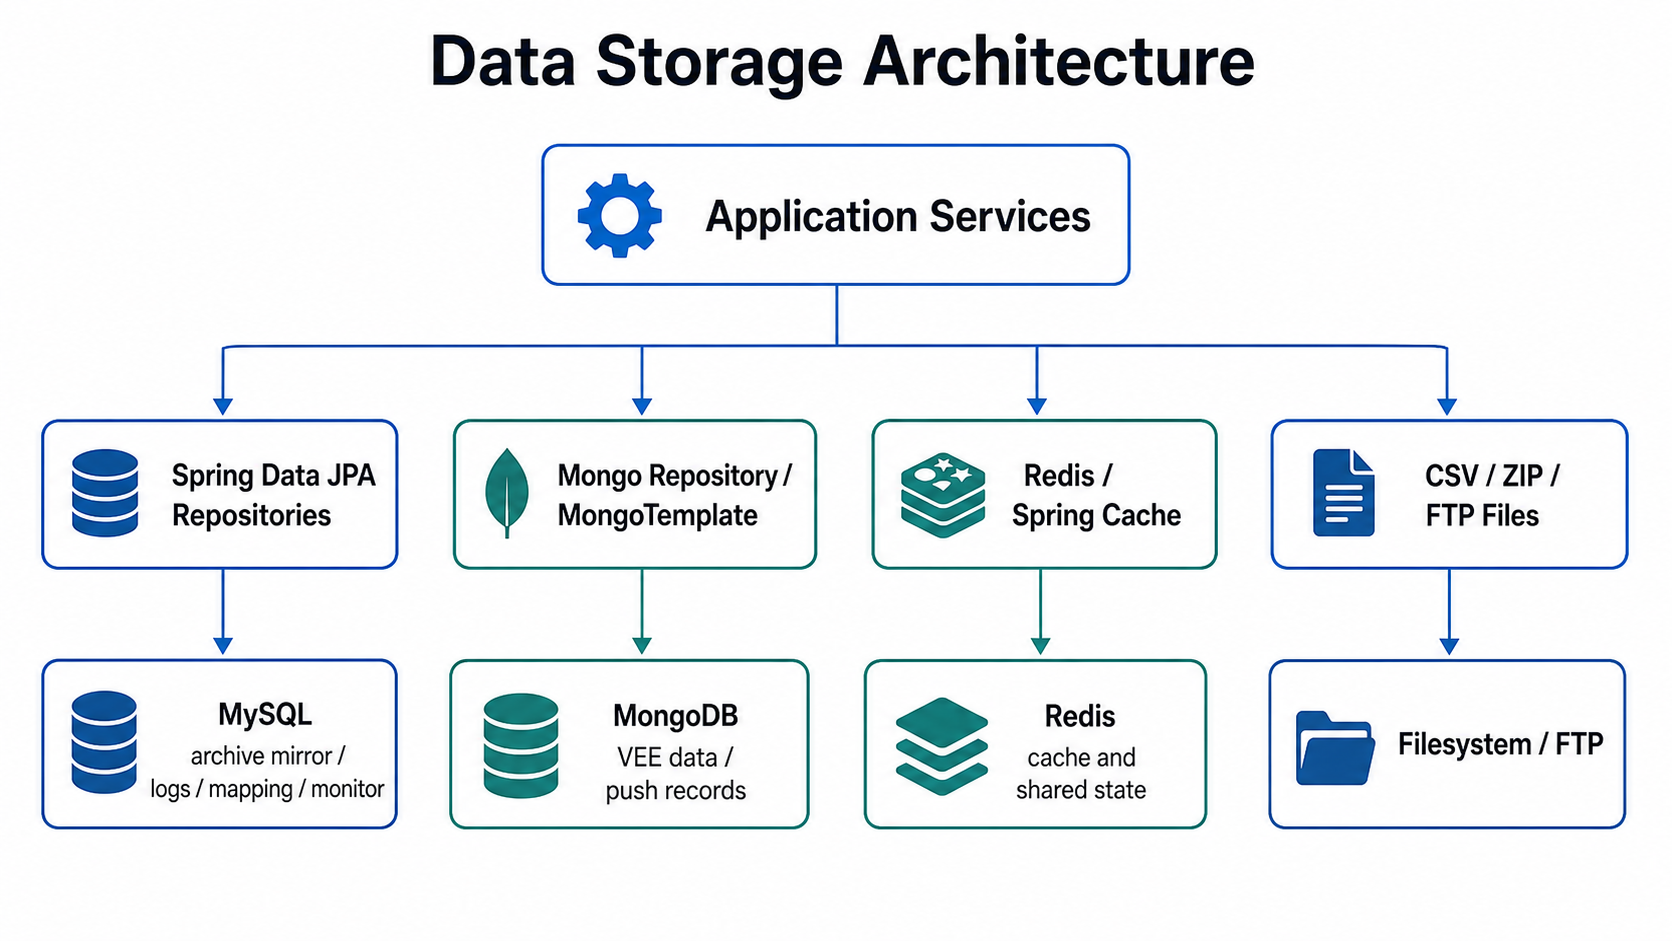 Data Storage Architecture
Application Services
Spring Data JPA
Repositories
Mongo Repository /
MongoTemplate
Redis /
Spring Cache
CSV / ZIP /
FTP Files
MySQL
archive mirror /
logs / mapping / monitor
MongoDB
VEE data /
push records
Redis
cache and
shared state
Filesystem / FTP